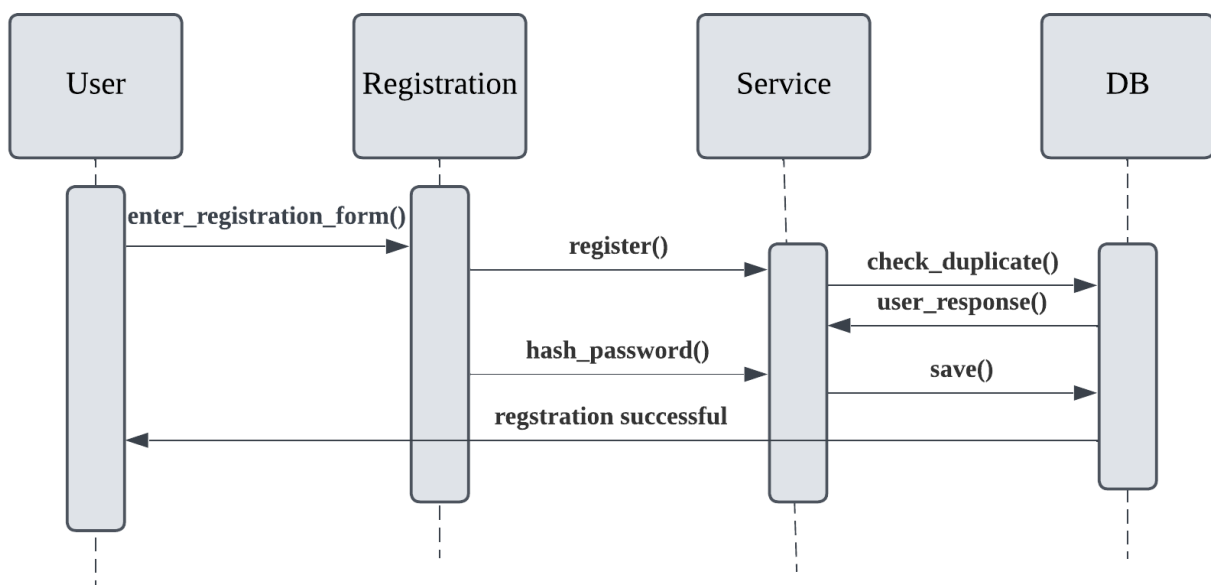 User
Registration
Service
DB
enter_registration_form()
register()
check_duplicate()
user_response()
hash_password()
save()
regstration successful